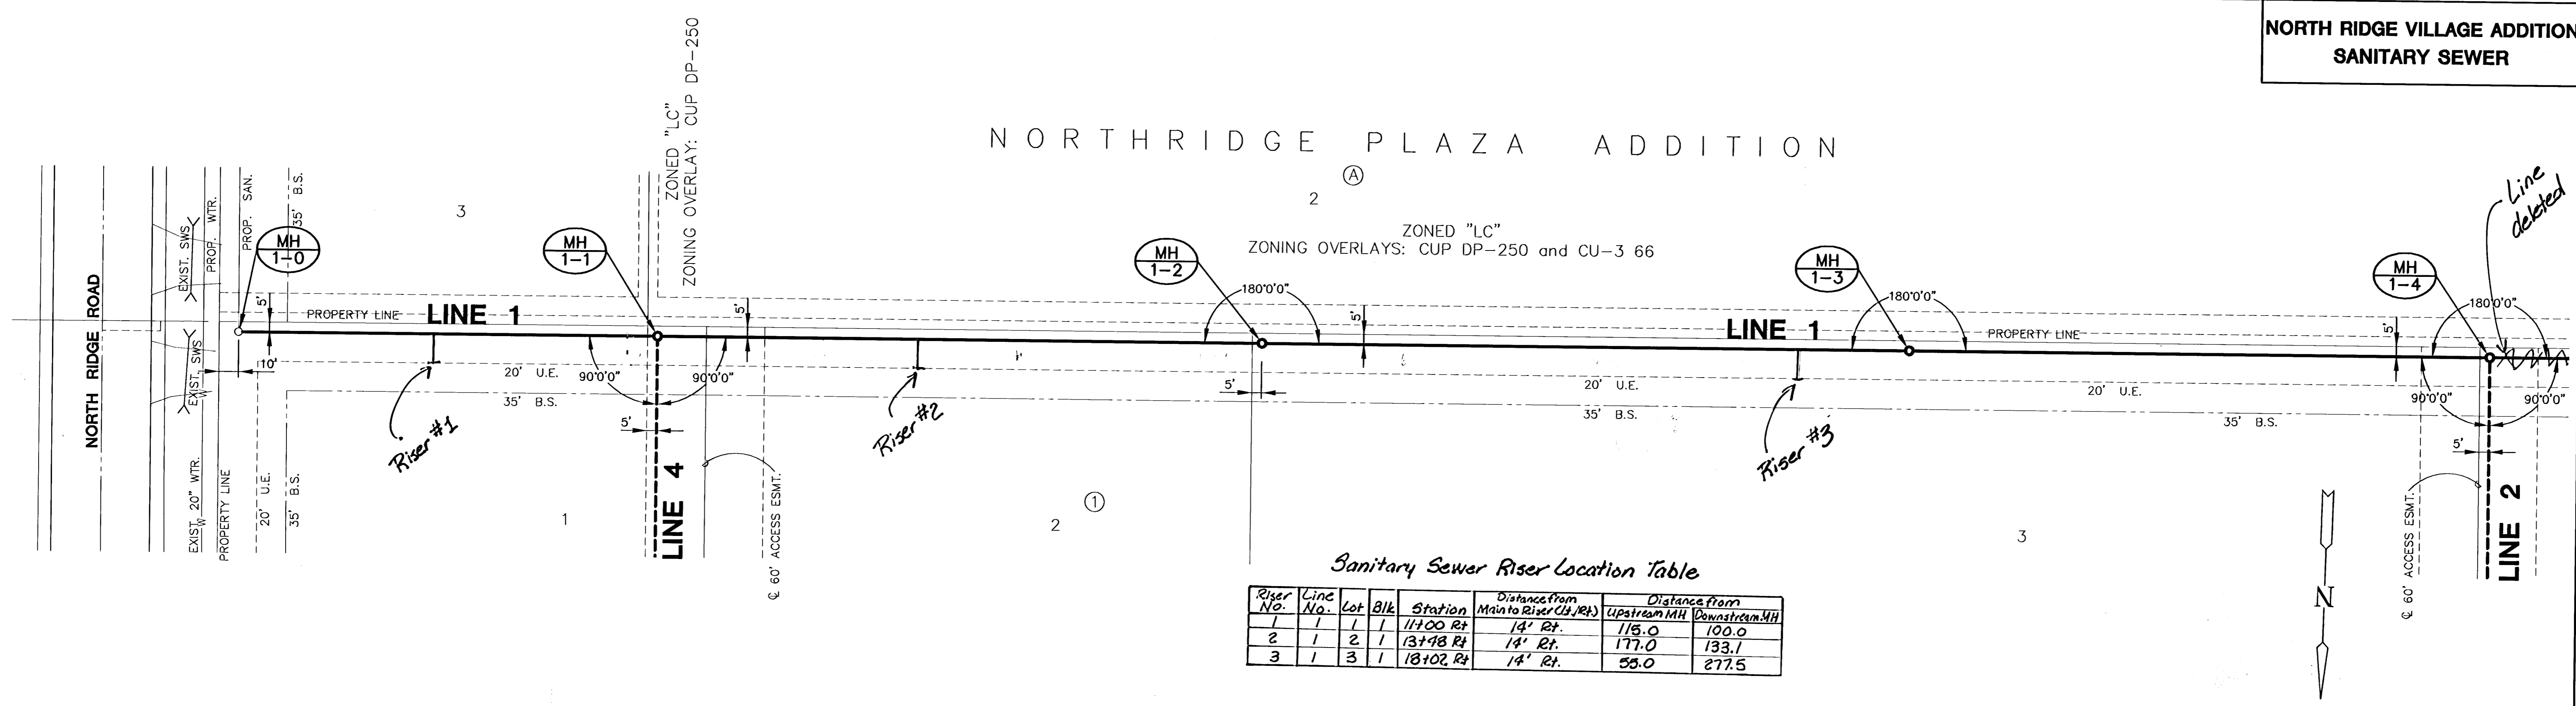 NORTH RIDGE VILLAGE ADDITION
SANITARY SEWER
NORTHRIDGE PLAZA ADDITION
A
2
ZONED "LC"
ZONING OVERLAYS: CUP DP-250 and CU-3 66
ZONED "LC"
ZONING OVERLAY: CUP DP-250
3
Line
deleted
NORTH RIDGE ROAD
EXIST. SWS
PROP. WTR.
PROP. SAN.
35' B.S.
MH
1-0
MH
1-1
MH
1-2
MH
1-3
MH
1-4
5'
PROPERTY LINE
LINE 1
5'
180°0'0"
5'
LINE 1
180°0'0"
PROPERTY LINE
5'
180°0'0"
EXIST. SWS
W
10'
20' U.E.
90°0'0"
90°0'0"
35' B.S.
5'
5'
20' U.E.
35' B.S.
20' U.E.
35' B.S.
90°0'0"
90°0'0"
5'
Riser #1
Riser #2
Riser #3
EXIST. 20" WTR.
W
PROPERTY LINE
20' U.E.
35' B.S.
1
LINE 4
℄ 60' ACCESS ESMT.
1
2
3
℄ 60' ACCESS ESMT.
LINE 2
N
Sanitary Sewer Riser Location Table
Riser No. Line No. Lot Blk Station Distance from Main to Riser (Lt./Rt.) Distance from Upstream MH Downstream MH
1 1 1 1 11+00 Rt 14' Rt. 115.0 100.0
2 1 2 1 13+48 Rt 14' Rt. 177.0 133.1
3 1 3 1 18+02 Rt 14' Rt. 55.0 277.5